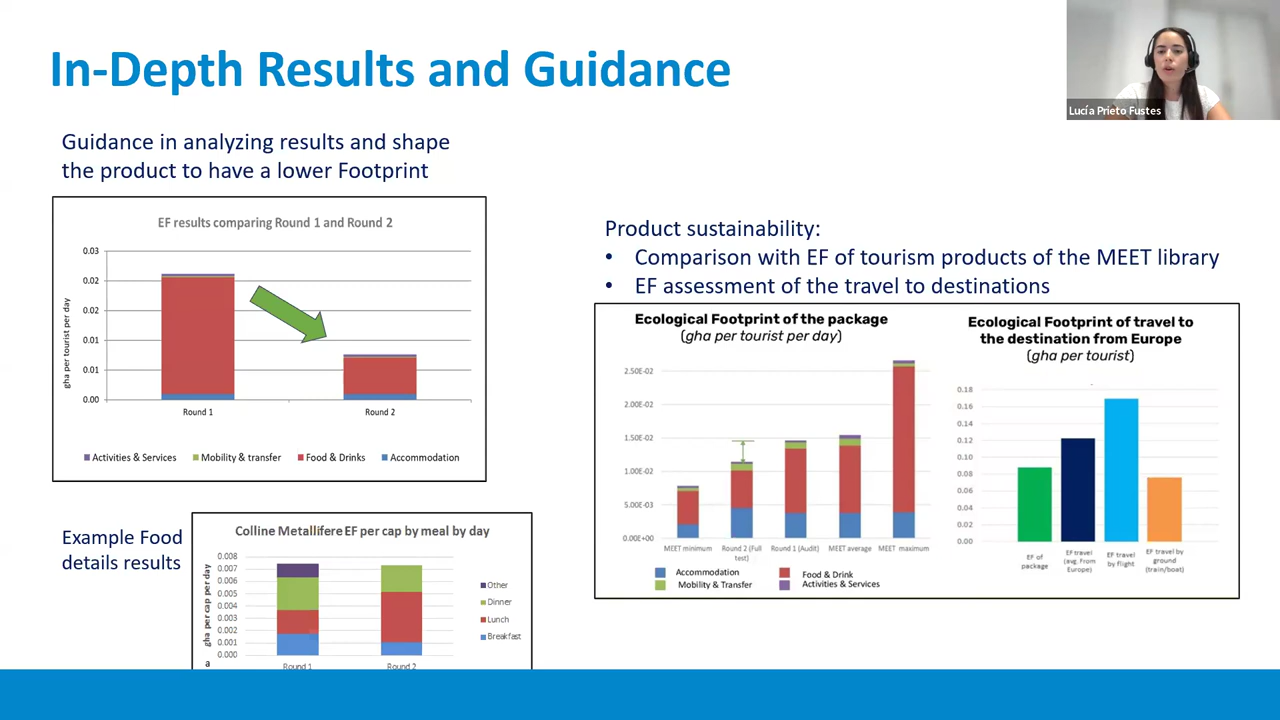 In-Depth Results and Guidance
Lucía Prieto Fustes
Guidance in analyzing results and shape
the product to have a lower Footprint
EF results comparing Round 1 and Round 2
gha per tourist per day
0.03
0.02
0.02
0.01
0.01
0.00
Round 1 Round 2
Activities & Services Mobility & transfer Food & Drinks Accommodation
Example Food
details results
Colline Metallifere EF per cap by meal by day
gha per cap per day
0.008
0.007
0.006
0.005
0.004
0.003
0.002
0.001
0.000
a
Round 1 Round 2
Other
Dinner
Lunch
Breakfast
Product sustainability:
• Comparison with EF of tourism products of the MEET library
• EF assessment of the travel to destinations
Ecological Footprint of the package
(gha per tourist per day)
2.50E-02
2.00E-02
1.50E-02
1.00E-02
5.00E-03
0.00E+00
MEET minimum Round 2 (Full test) Round 1 (Audit) MEET average MEET maximum
Accommodation Food & Drink
Mobility & Transfer Activities & Services
Ecological Footprint of travel to
the destination from Europe
(gha per tourist)
0.18
0.16
0.14
0.12
0.10
0.08
0.06
0.04
0.02
0.00
EF of package EF travel (avg. From Europe) EF travel by flight EF travel by ground (train/boat)